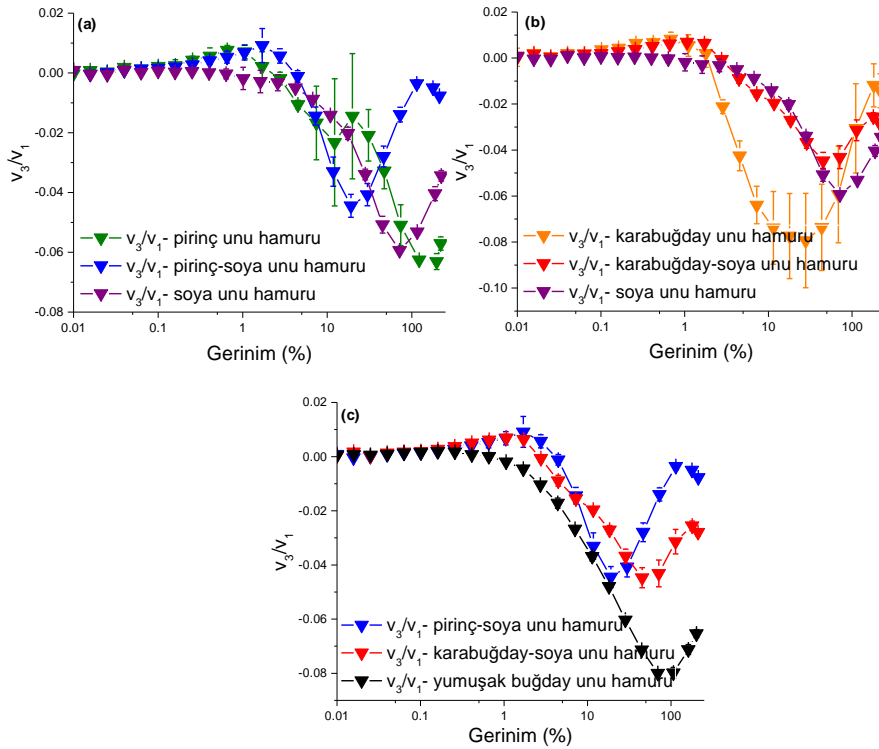 (a)
0.02
0.00
-0.02
-0.04
-0.06
-0.08
v3/v1
v3/v1- pirinç unu hamuru
v3/v1- pirinç-soya unu hamuru
v3/v1- soya unu hamuru
0.01
0.1
1
10
100
Gerinim (%)
(b)
0.02
0.00
-0.02
-0.04
-0.06
-0.08
-0.10
v3/v1
v3/v1- karabuğday unu hamuru
v3/v1- karabuğday-soya unu hamuru
v3/v1- soya unu hamuru
0.01
0.1
1
10
100
Gerinim (%)
(c)
0.02
0.00
-0.02
-0.04
-0.06
-0.08
v3/v1
v3/v1- pirinç-soya unu hamuru
v3/v1- karabuğday-soya unu hamuru
v3/v1- yumuşak buğday unu hamuru
0.01
0.1
1
10
100
Gerinim (%)